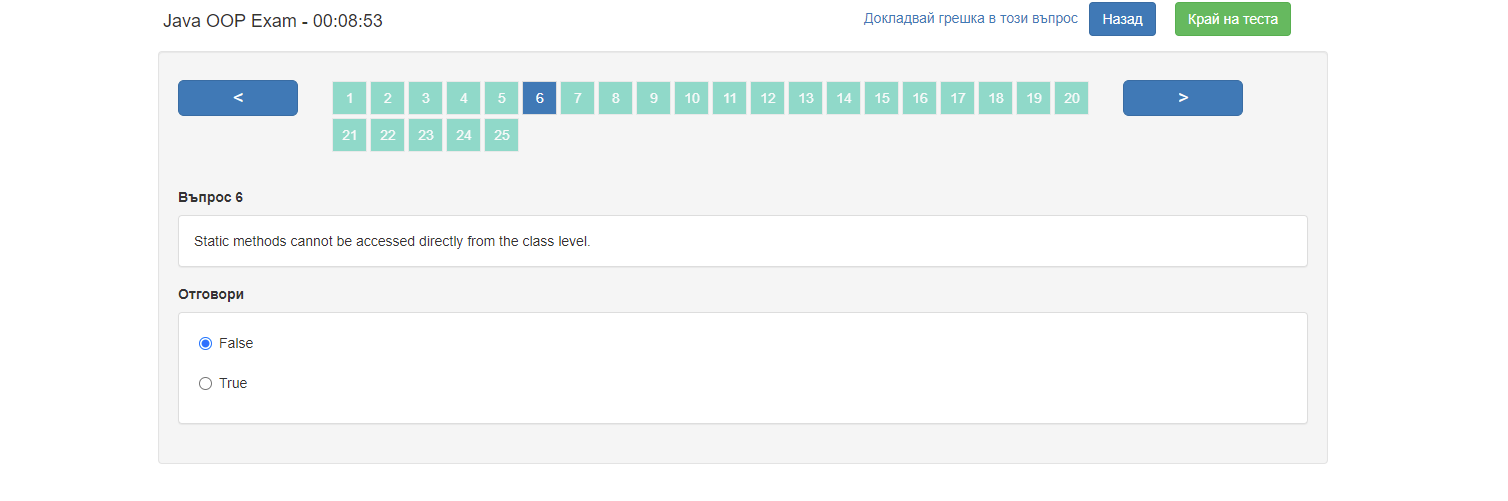 Java OOP Exam - 00:08:53 Докладвай грешка в този въпрос Назад Край на теста
< 1 2 3 4 5 6 7 8 9 10 11 12 13 14 15 16 17 18 19 20 >
21 22 23 24 25
Въпрос 6
Static methods cannot be accessed directly from the class level.
Отговори
False
True